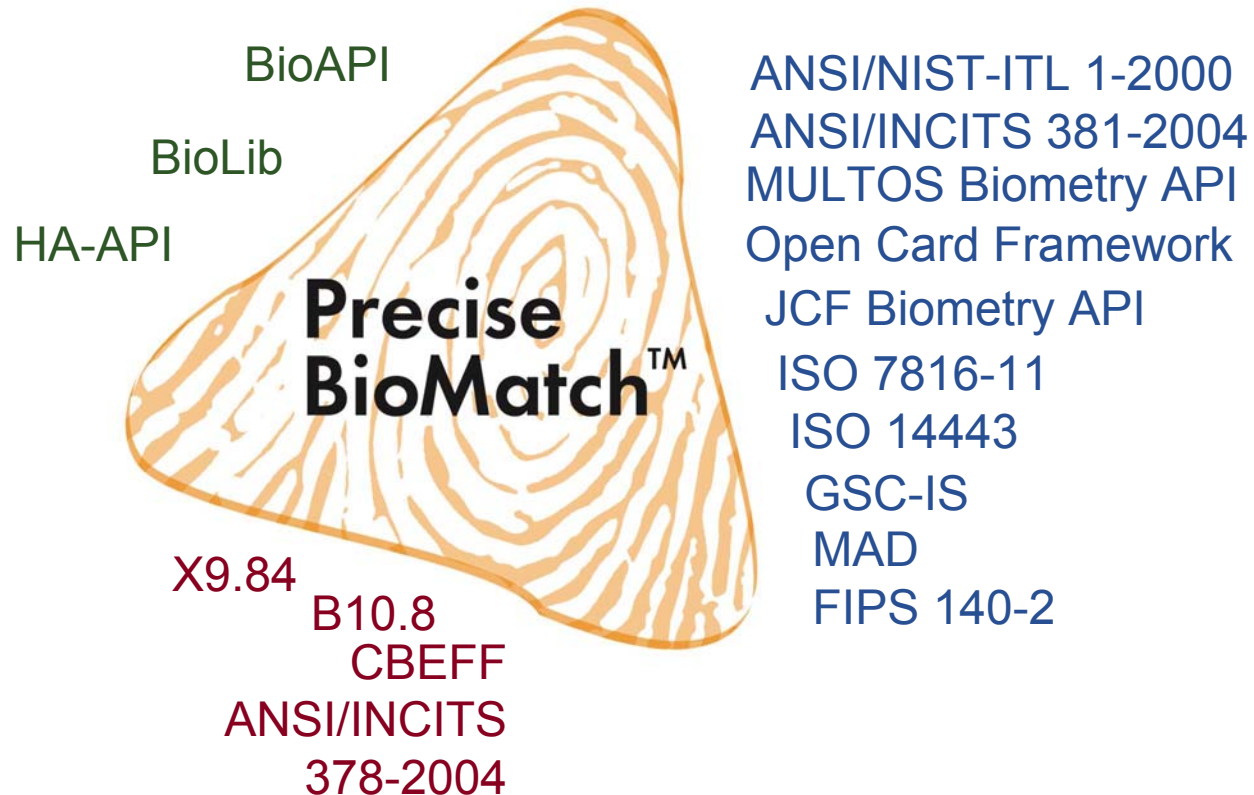 BioAPI
BioLib
HA-API
Precise
BioMatch™
ANSI/NIST-ITL 1-2000
ANSI/INCITS 381-2004
MULTOS Biometry API
Open Card Framework
JCF Biometry API
ISO 7816-11
ISO 14443
GSC-IS
MAD
FIPS 140-2
X9.84
B10.8
CBEFF
ANSI/INCITS
378-2004